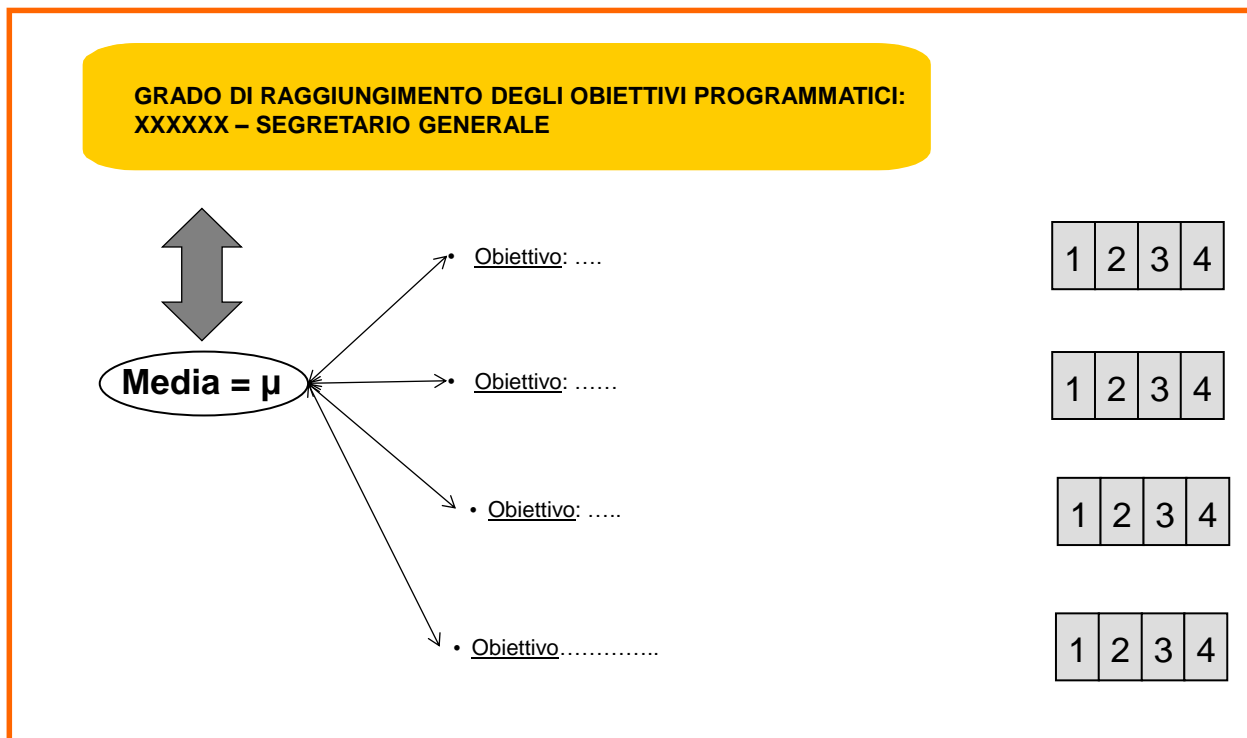 GRADO DI RAGGIUNGIMENTO DEGLI OBIETTIVI PROGRAMMATICI:
XXXXXX – SEGRETARIO GENERALE
• Obiettivo: ….
1 2 3 4
Media = µ
• Obiettivo: ……
1 2 3 4
• Obiettivo: …..
1 2 3 4
• Obiettivo…………..
1 2 3 4